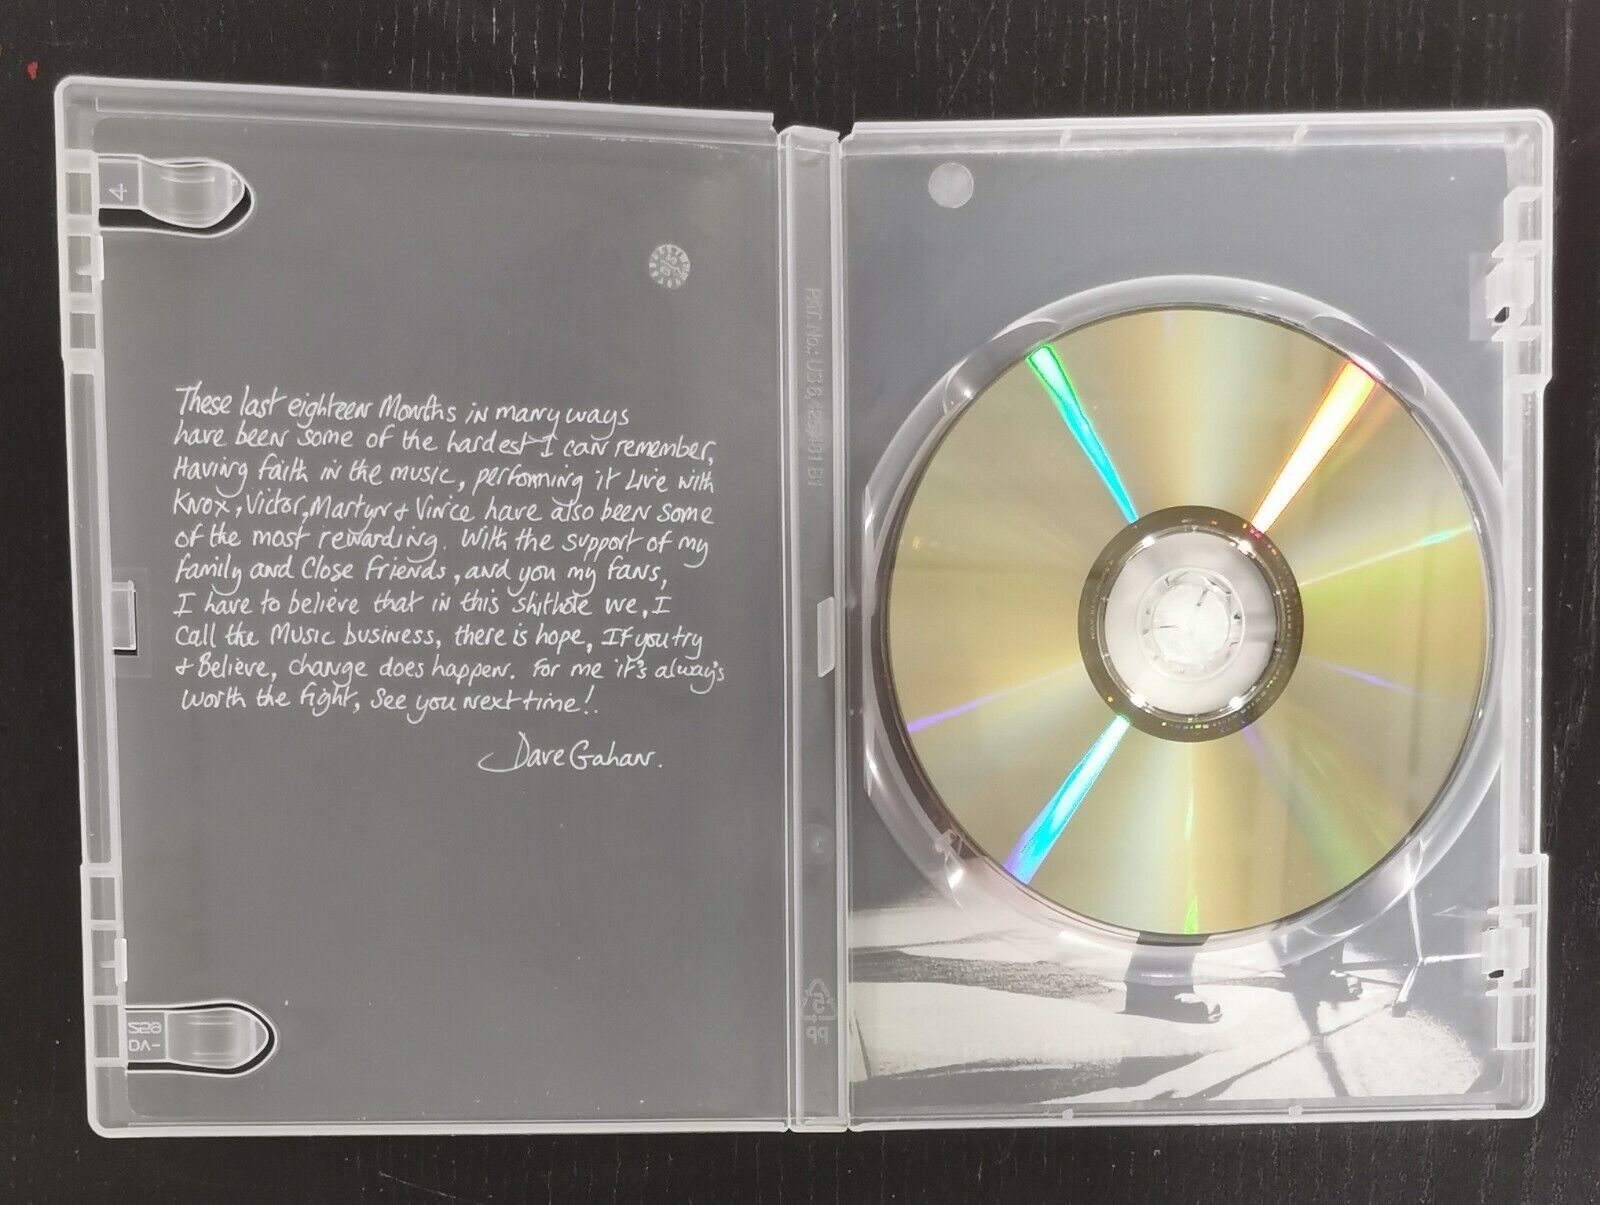 These last eighteen Months in many ways
have been some of the hardest I can remember,
Having faith in the music, performing it Live with
Knox, Victor, Martyn & Vince have also been some
of the most rewarding. With the support of my
family and Close Friends, and you my fans,
I have to believe that in this shithole we, I
Call the Music business, there is hope, If you try
& Believe, change does happen. For me it's always
worth the fight, See you next time!.
Dave Gahan.
4
PP